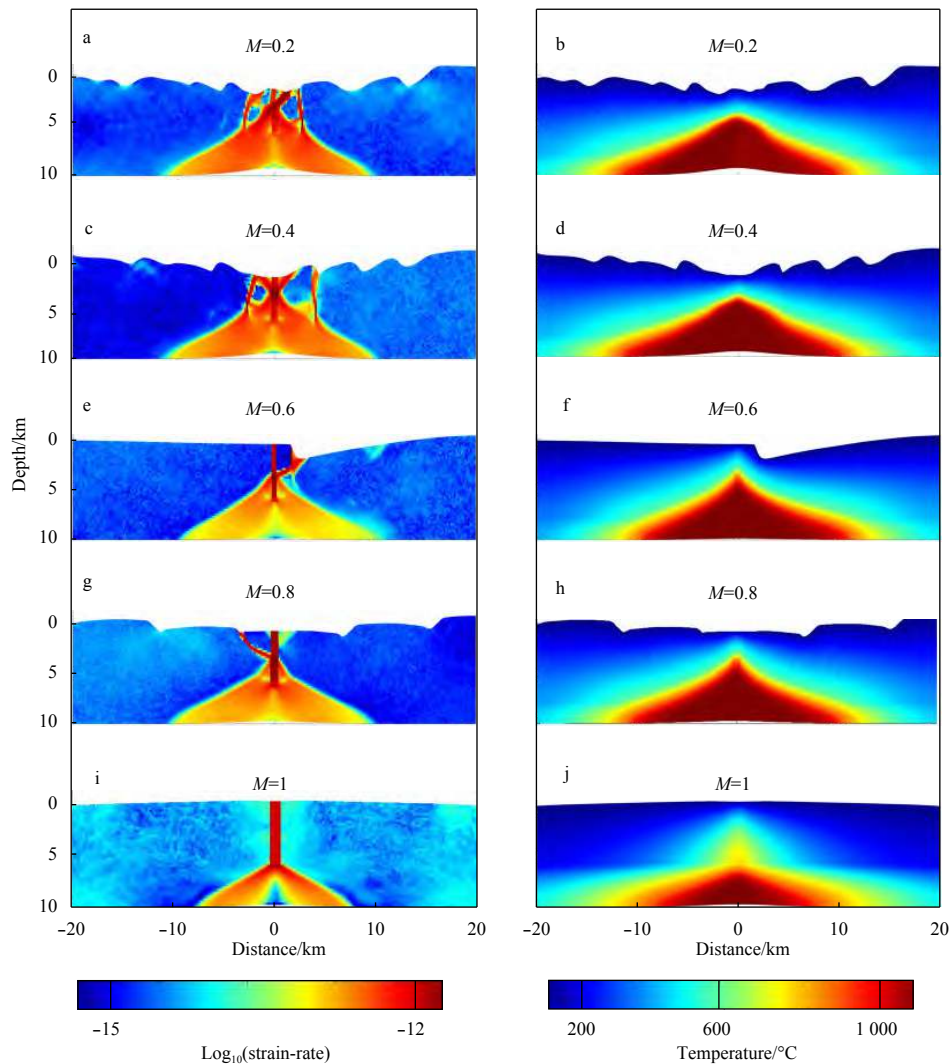 a
M=0.2
b
M=0.2
0
5
10
c
M=0.4
d
M=0.4
0
5
10
e
M=0.6
f
M=0.6
Depth/km
0
5
10
g
M=0.8
h
M=0.8
0
5
10
i
M=1
j
M=1
0
5
10
-20 -10 0 10 20 -20 -10 0 10 20
Distance/km Distance/km
-15 -12 200 600 1 000
Log10(strain-rate) Temperature/°C